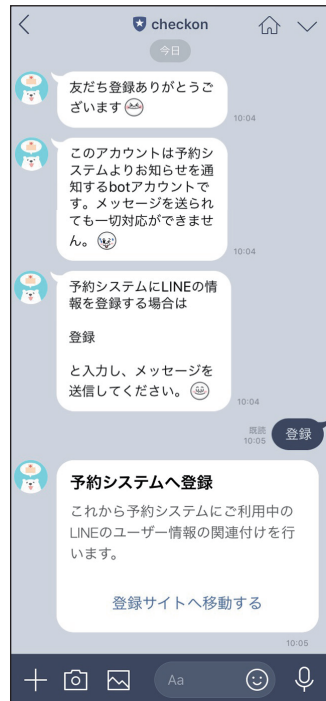 checkon
今日
友だち登録ありがとうご
ざいます
10:04
このアカウントは予約シ
ステムよりお知らせを通
知するbotアカウントで
す。メッセージを送られ
ても一切対応ができませ
ん。
10:04
予約システムにLINEの情
報を登録する場合は
登録
と入力し、メッセージを
送信してください。
10:04
既読
10:05
登録
予約システムへ登録
これから予約システムにご利用中の
LINEのユーザー情報の関連付けを行
います。
登録サイトへ移動する
10:05
Aa